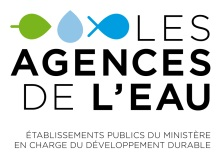 LES
AGENCES
DE L'EAU
ÉTABLISSEMENTS PUBLICS DU MINISTÈRE
EN CHARGE DU DÉVELOPPEMENT DURABLE